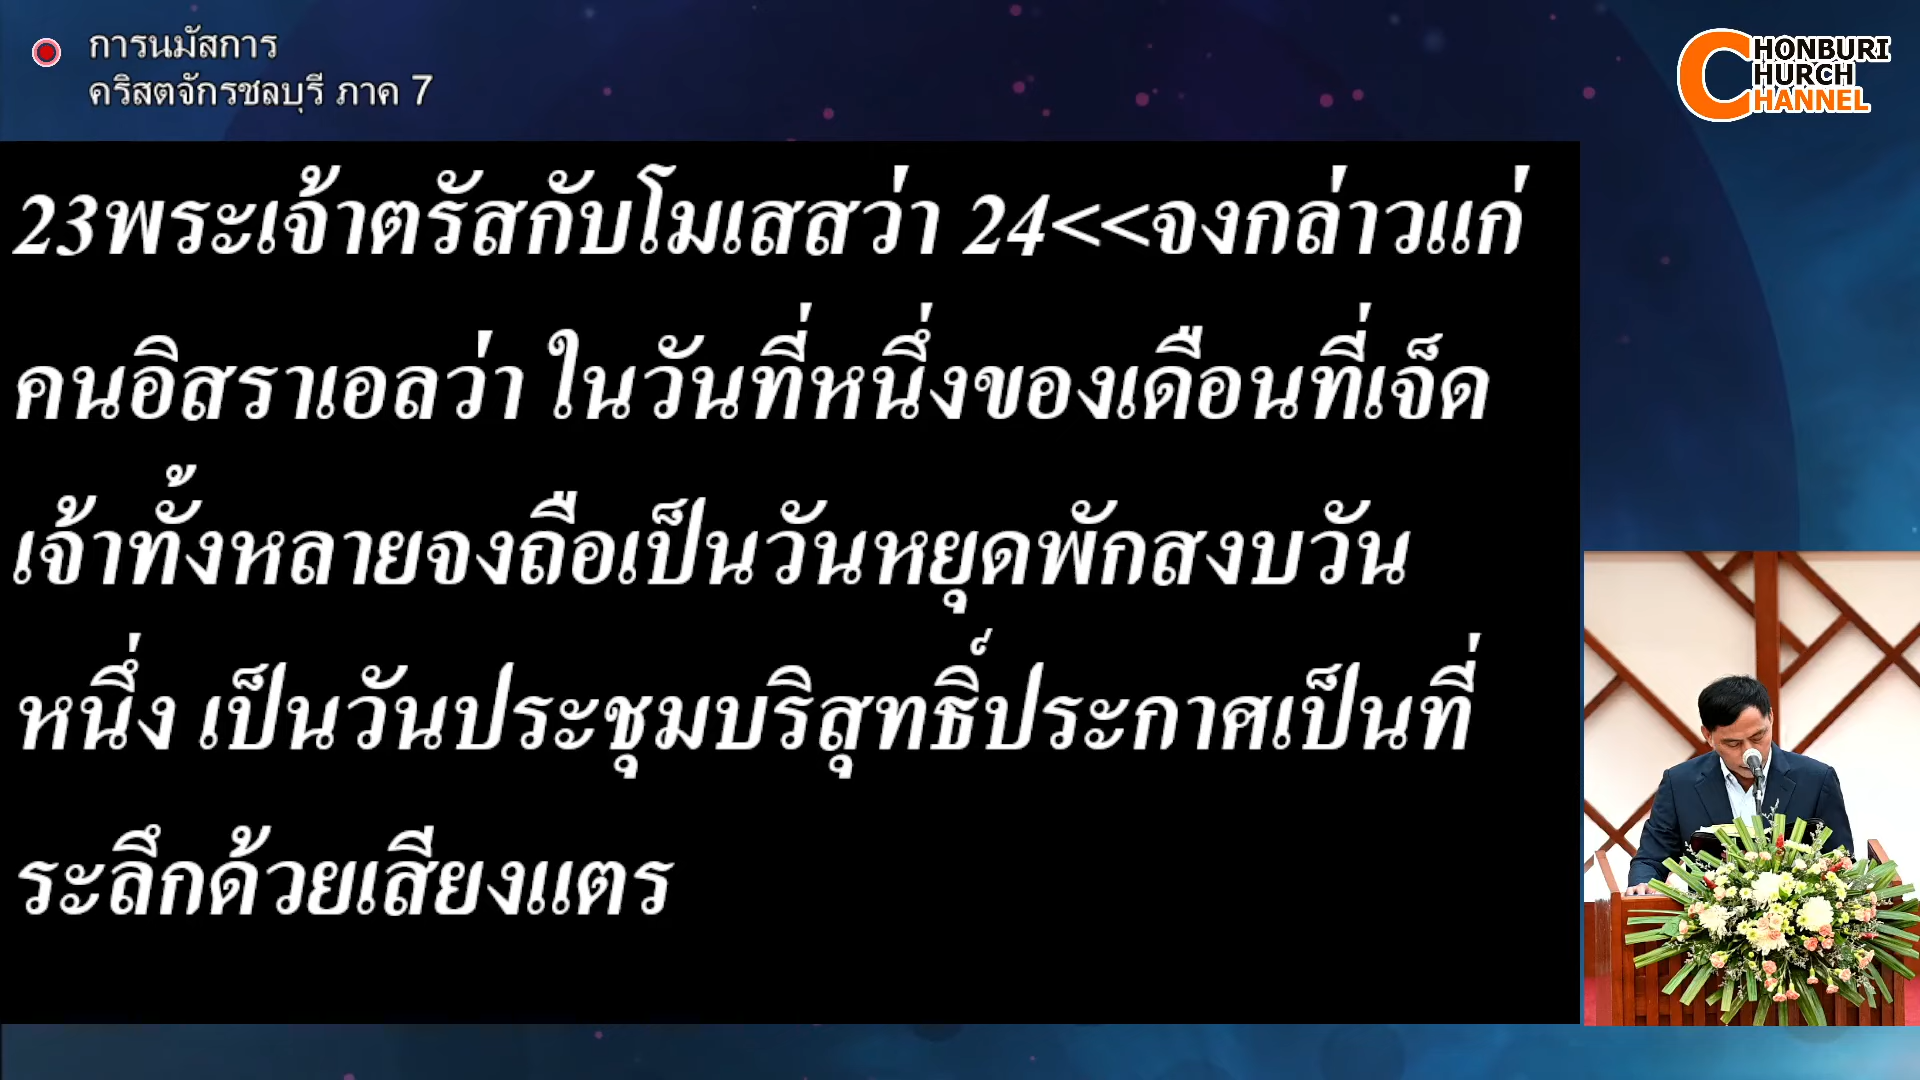 การนมัสการ
คริสตจักรชลบุรี ภาค 7
CHONBURI
CHURCH
CHANNEL
23พระเจ้าตรัสกับโมเสสว่า 24<<จงกล่าวแก่
คนอิสราเอลว่า ในวันที่หนึ่งของเดือนที่เจ็ด
เจ้าทั้งหลายจงถือเป็นวันหยุดพักสงบวัน
หนึ่ง เป็นวันประชุมบริสุทธิ์ประกาศเป็นที่
ระลึกด้วยเสียงแตร